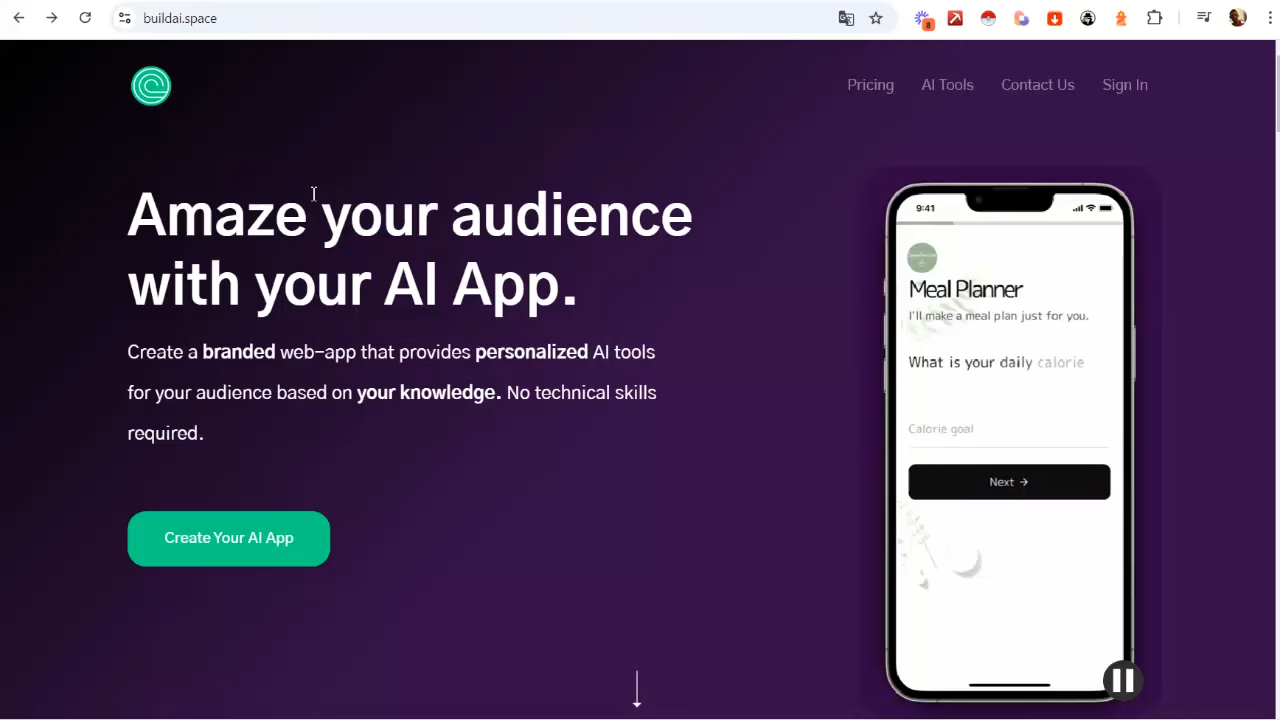 buildai.space
8
Pricing
AI Tools
Contact Us
Sign In
Amaze your audience
with your AI App.
Create a branded web-app that provides personalized AI tools
for your audience based on your knowledge. No technical skills
required.
Create Your AI App
9:41
Meal Planner
I'll make a meal plan just for you.
What is your daily calorie
Calorie goal
Next →